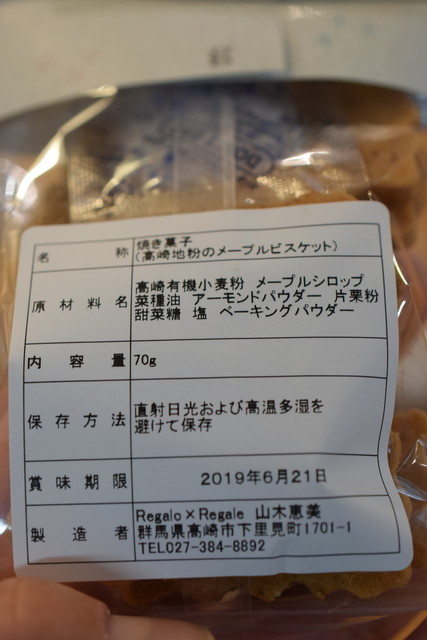 名称 焼き菓子
(高崎地粉のメープルビスケット)
原材料名 高崎有機小麦粉 メープルシロップ
菜種油 アーモンドパウダー 片栗粉
甜菜糖 塩 ベーキングパウダー
内容量 70g
保存方法 直射日光および高温多湿を
避けて保存
賞味期限 2019年6月21日
製造者 Regalo×Regale 山木恵美
群馬県高崎市下里見町1701-1
TEL027-384-8892